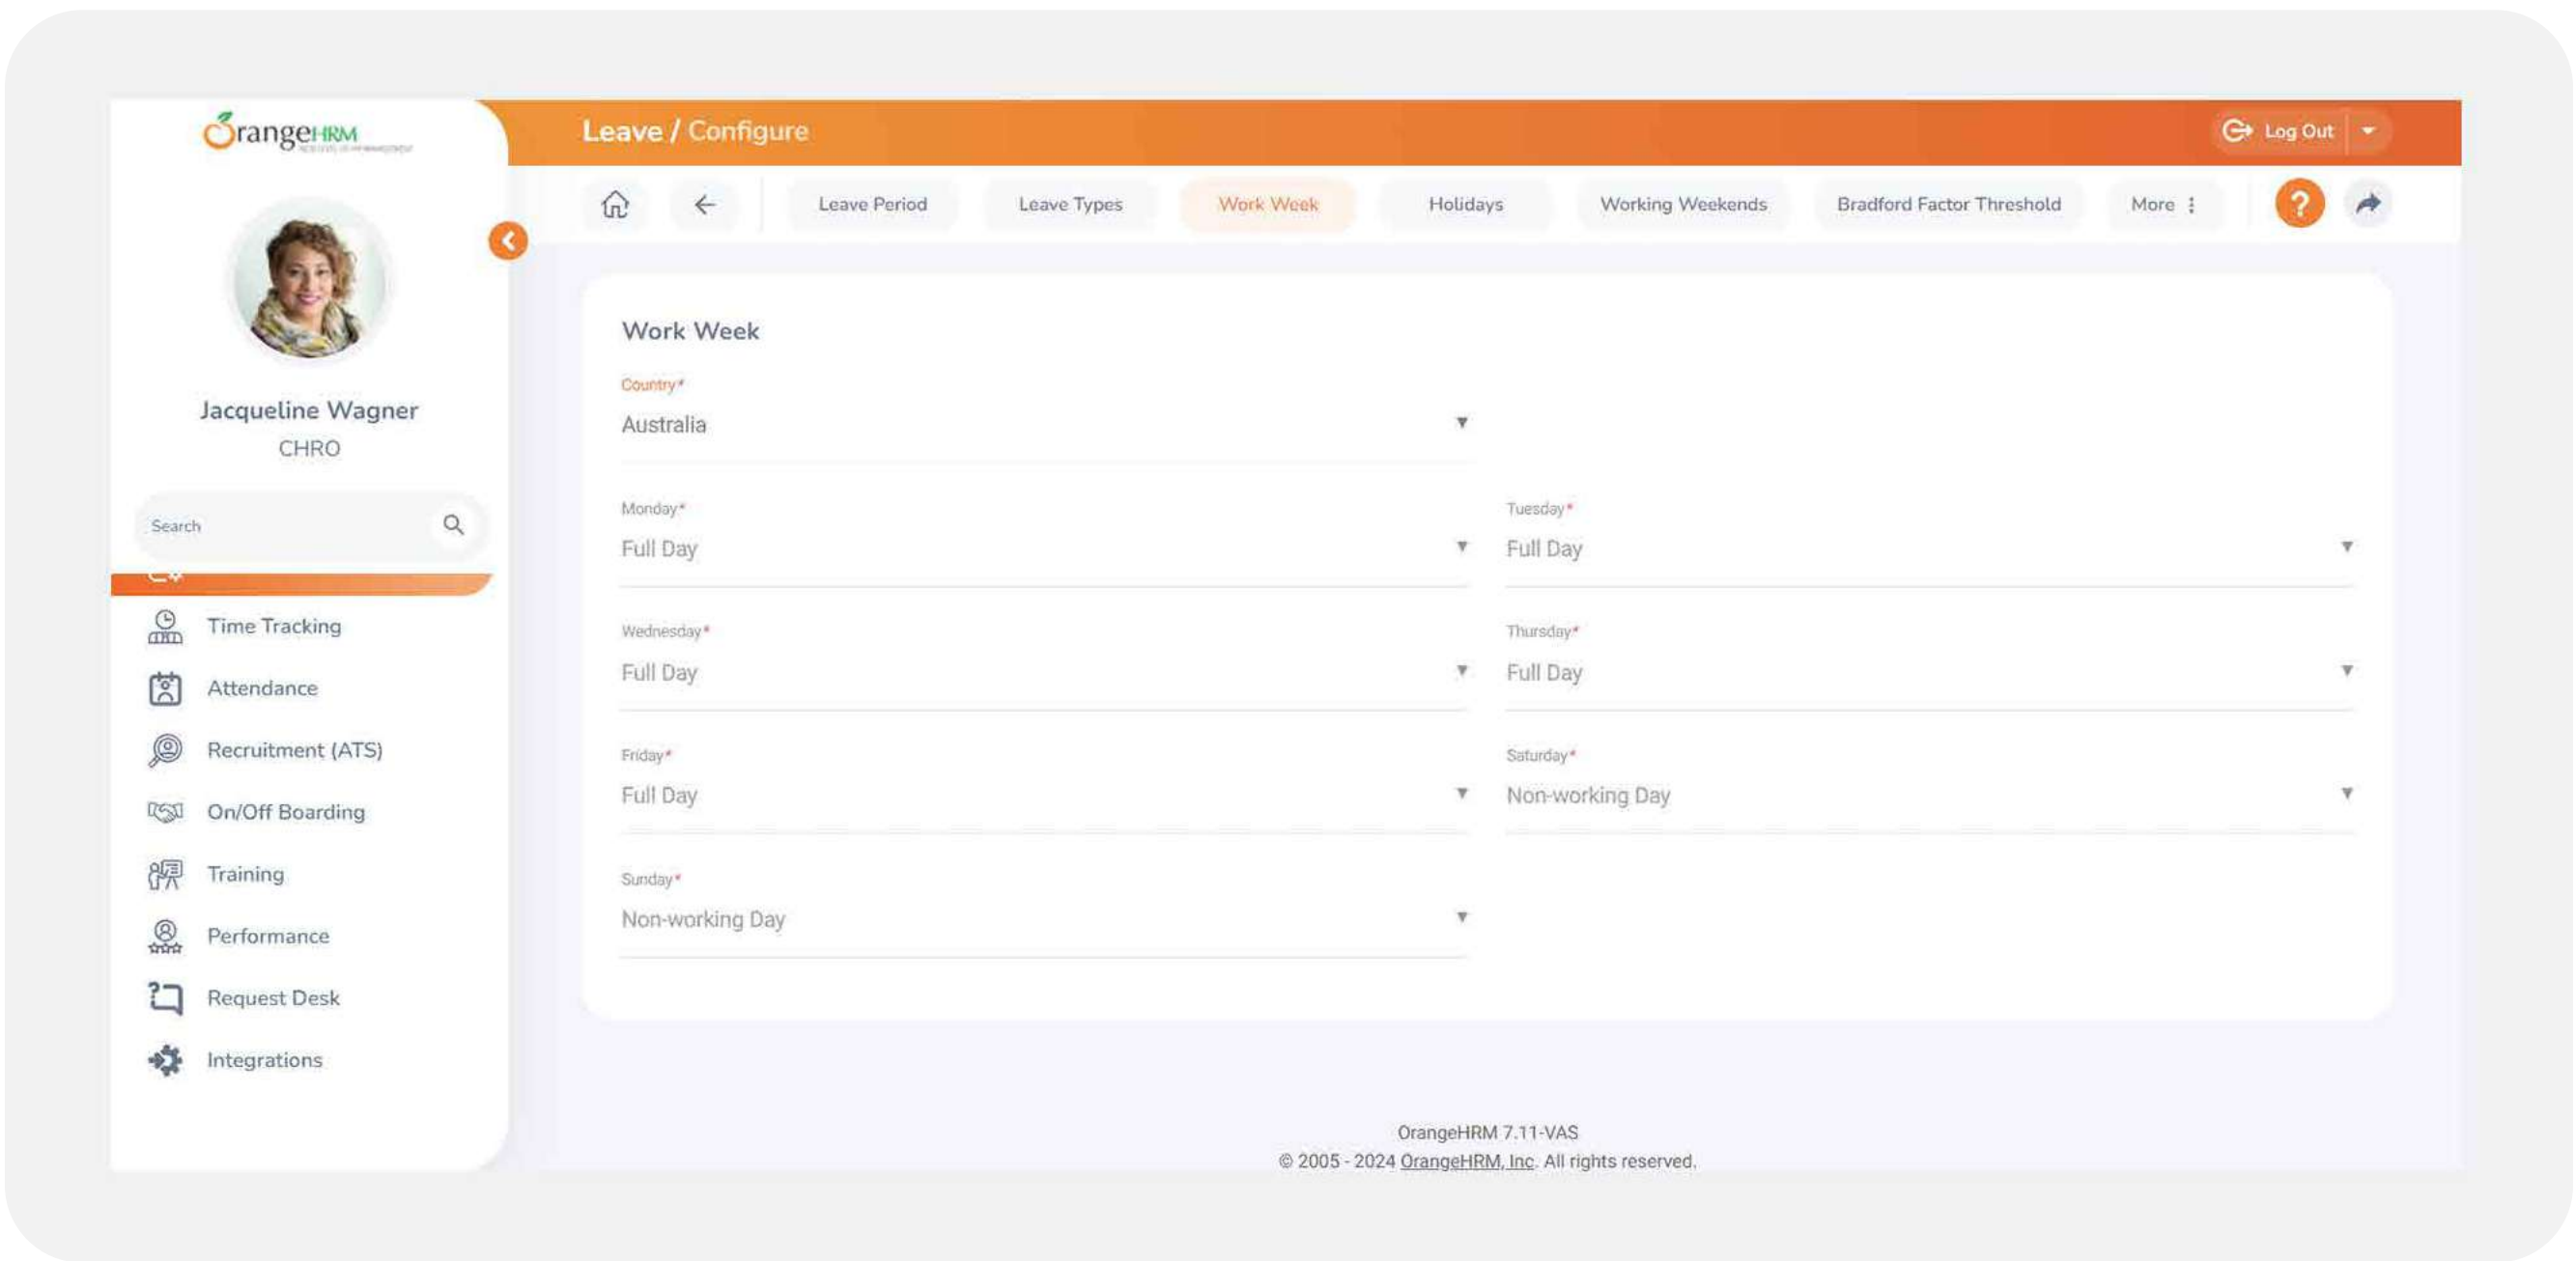 OrangeHRM
Leave / Configure
Log Out
Leave Period
Leave Types
Work Week
Holidays
Working Weekends
Bradford Factor Threshold
More
?
Jacqueline Wagner
CHRO
Search
Time Tracking
Attendance
Recruitment (ATS)
On/Off Boarding
Training
Performance
Request Desk
Integrations
Work Week
Country*
Australia
Monday*
Full Day
Tuesday*
Full Day
Wednesday*
Full Day
Thursday*
Full Day
Friday*
Full Day
Saturday*
Non-working Day
Sunday*
Non-working Day
OrangeHRM 7.11-VAS
© 2005 - 2024 OrangeHRM, Inc. All rights reserved.